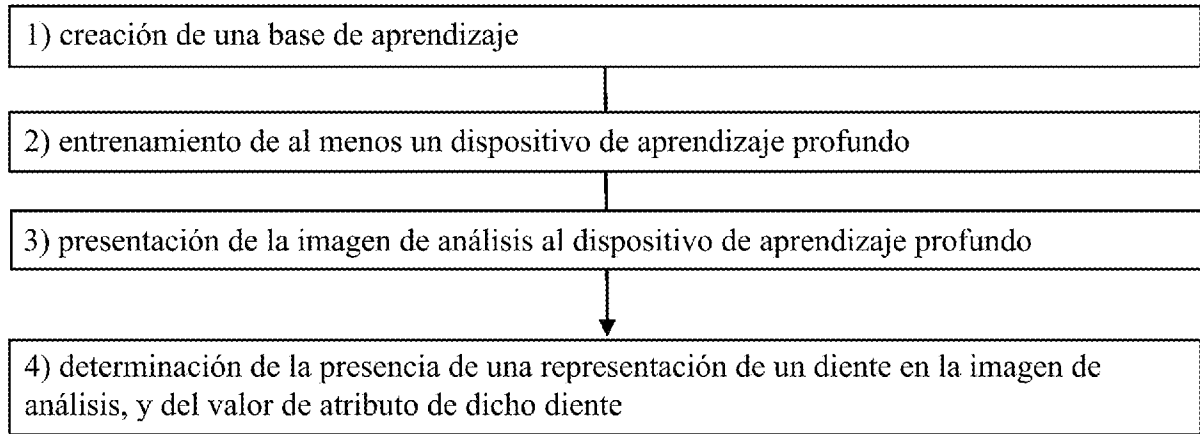 1) creación de una base de aprendizaje
2) entrenamiento de al menos un dispositivo de aprendizaje profundo
3) presentación de la imagen de análisis al dispositivo de aprendizaje profundo
4) determinación de la presencia de una representación de un diente en la imagen de
análisis, y del valor de atributo de dicho diente